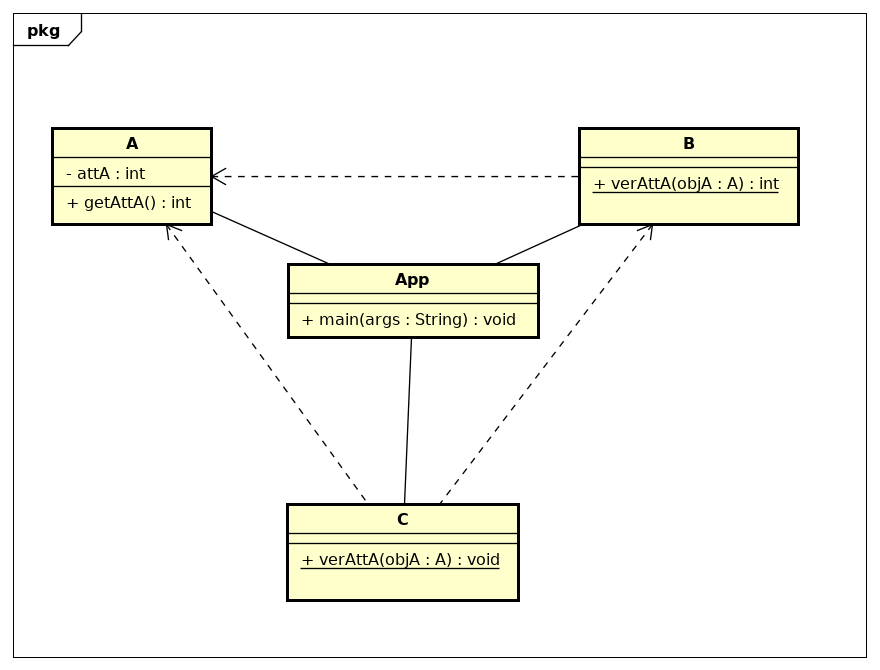 pkg
A
- attA : int
+ getAttA() : int
B
+ verAttA(objA : A) : int
App
+ main(args : String) : void
C
+ verAttA(objA : A) : void